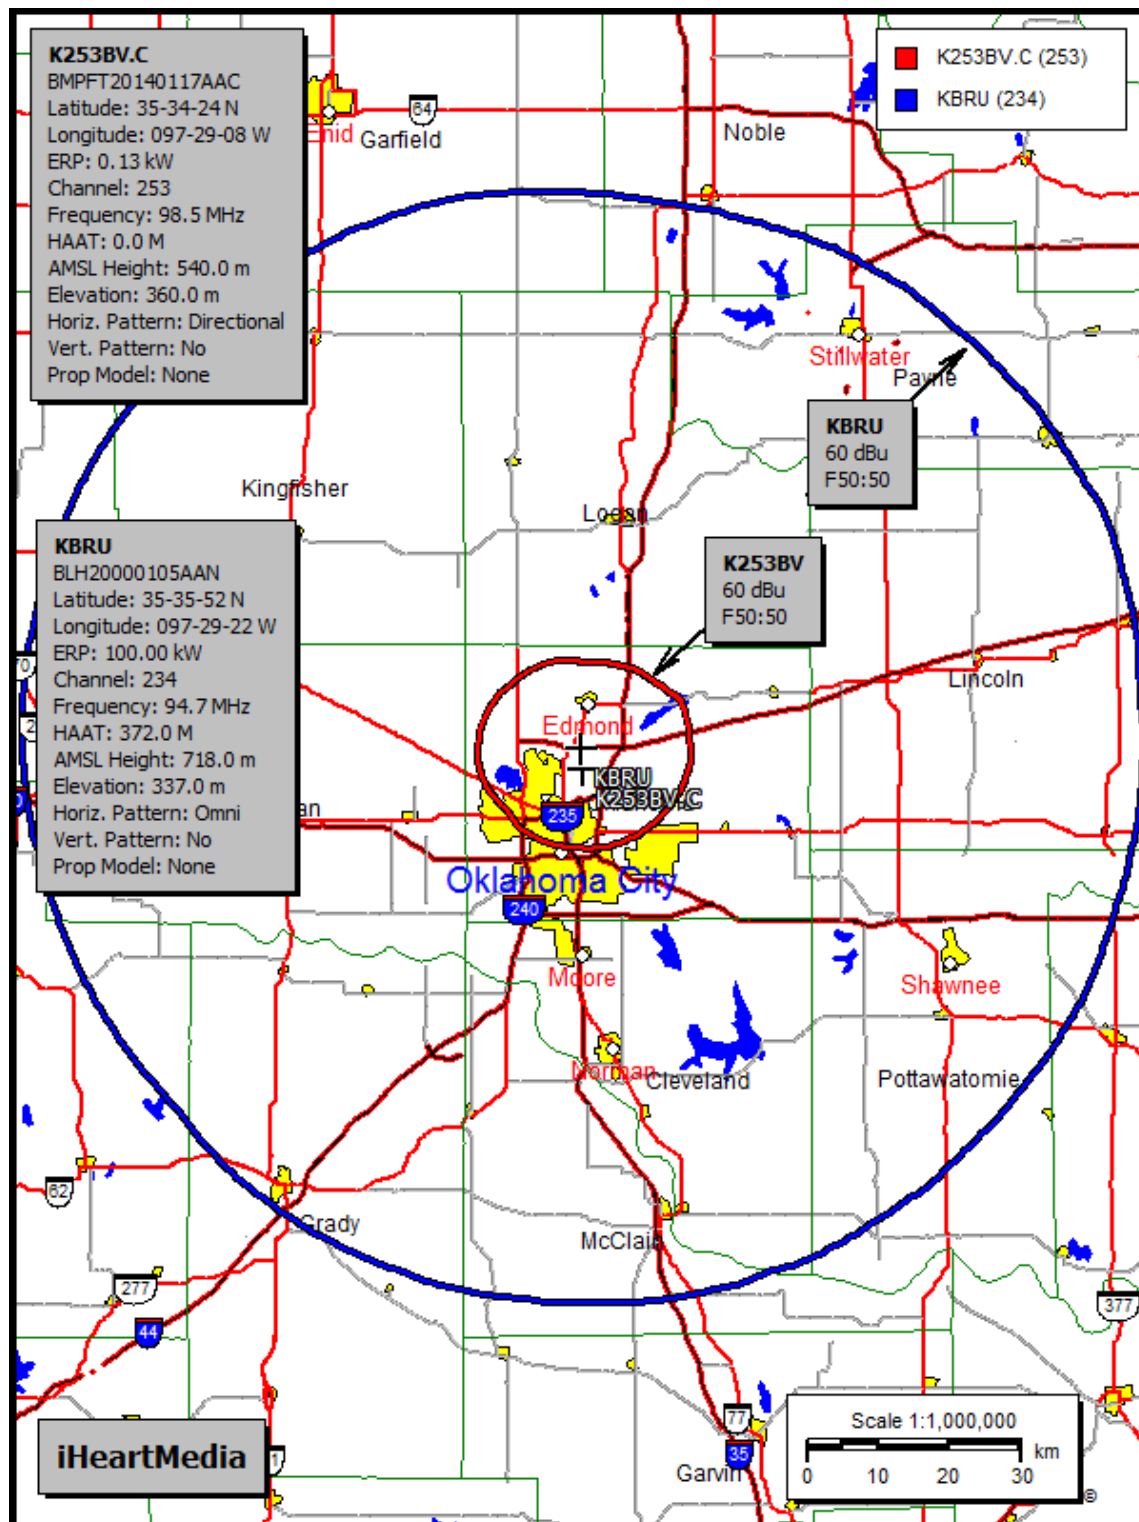 K253BV.C
BMPFT20140117AAC
Latitude: 35-34-24 N
Longitude: 097-29-08 W
ERP: 0.13 kW
Channel: 253
Frequency: 98.5 MHz
HAAT: 0.0 M
AMSL Height: 540.0 m
Elevation: 360.0 m
Horiz. Pattern: Directional
Vert. Pattern: No
Prop Model: None
K253BV.C (253)
KBRU (234)
Enid
64
Garfield
Noble
Stillwater
Payne
KBRU
60 dBu
F50:50
Kingfisher
Logan
KBRU
BLH20000105AAN
Latitude: 35-35-52 N
Longitude: 097-29-22 W
ERP: 100.00 kW
Channel: 234
Frequency: 94.7 MHz
HAAT: 372.0 M
AMSL Height: 718.0 m
Elevation: 337.0 m
Horiz. Pattern: Omni
Vert. Pattern: No
Prop Model: None
K253BV
60 dBu
F50:50
Lincoln
Edmond
KBRU
K253BV.C
235
Oklahoma City
240
Moore
Shawnee
Norman
Cleveland
Pottawatomie
62
Grady
McClain
277
44
377
77
35
Garvin
iHeartMedia
Scale 1:1,000,000
0 10 20 30 km
©